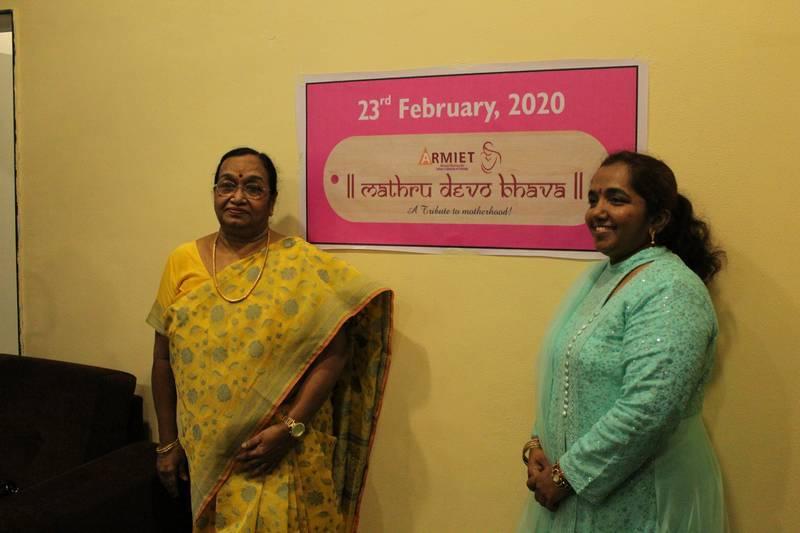 23rd February, 2020
ARMIET
|| mathru devo bhava ||
A Tribute to motherhood!